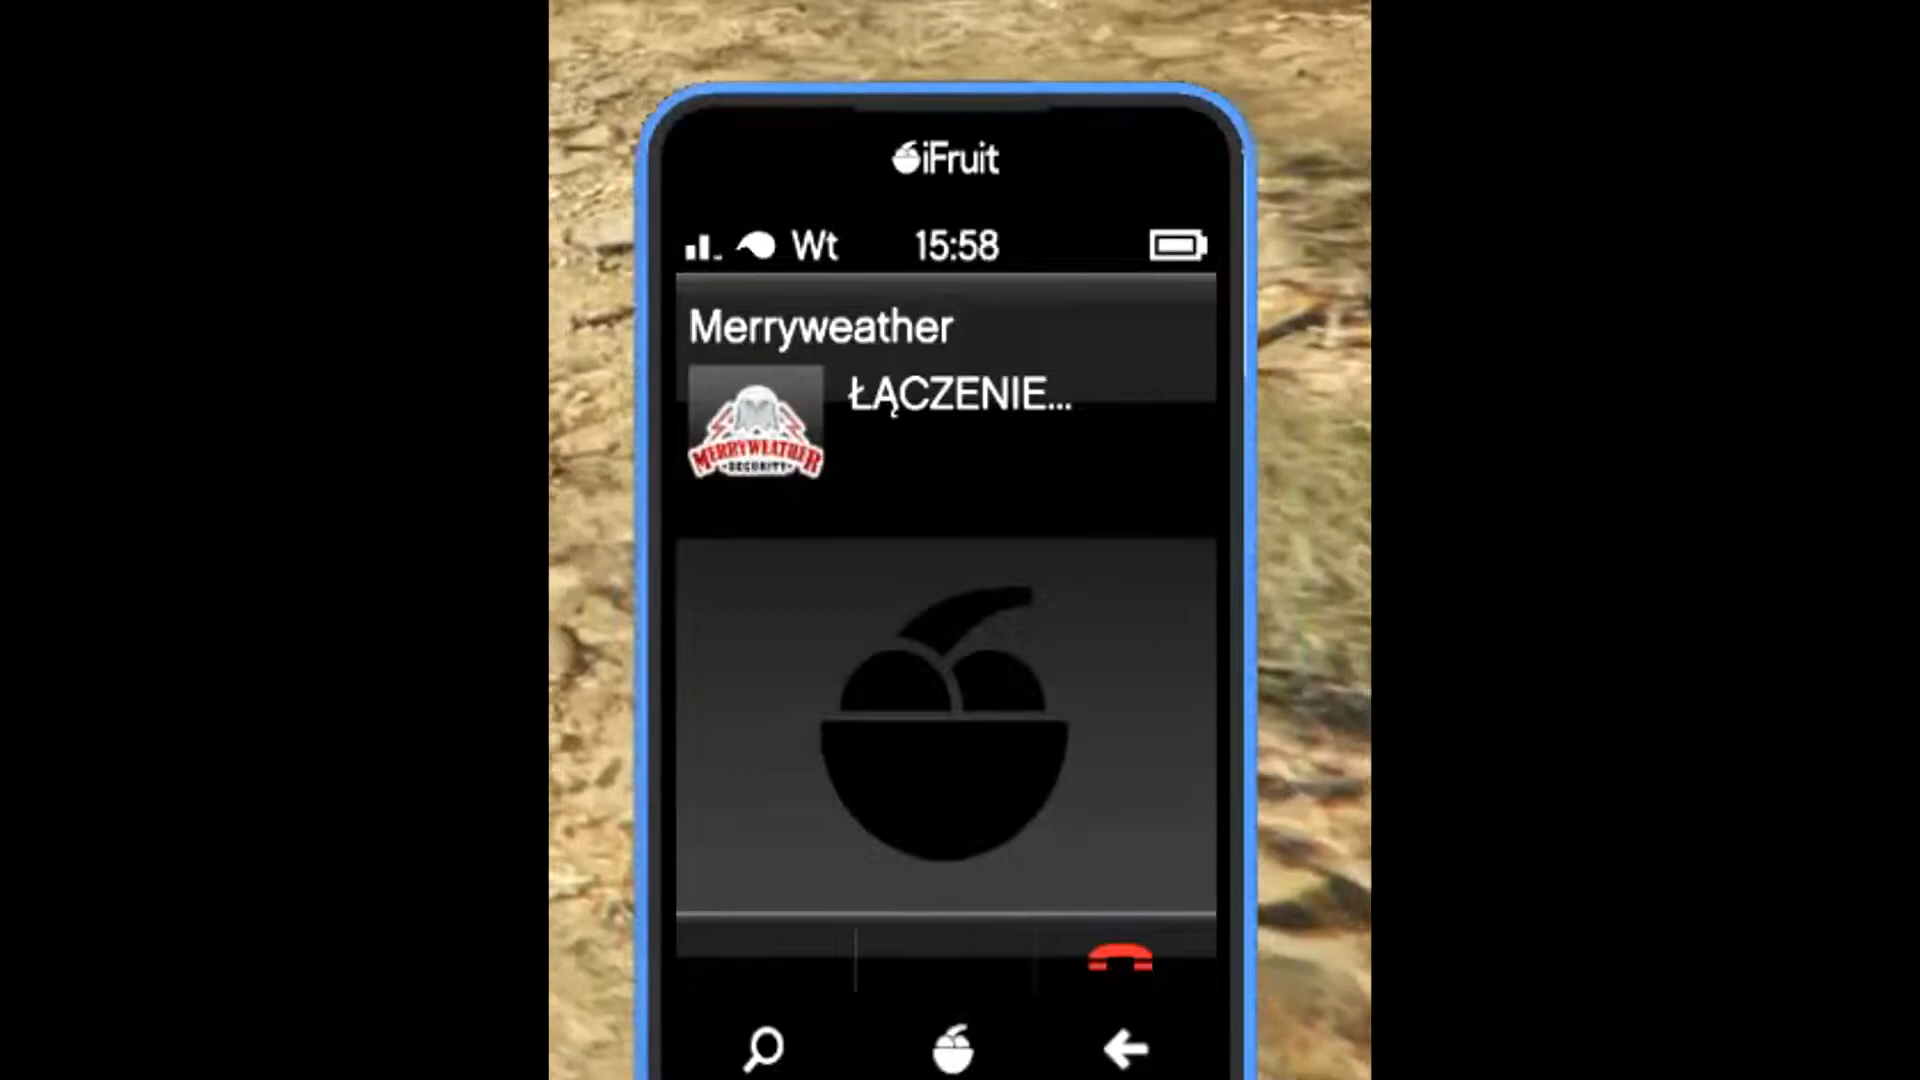 iFruit
Wt 15:58
Merryweather
ŁĄCZENIE...
MERRYWEATHER
SECURITY